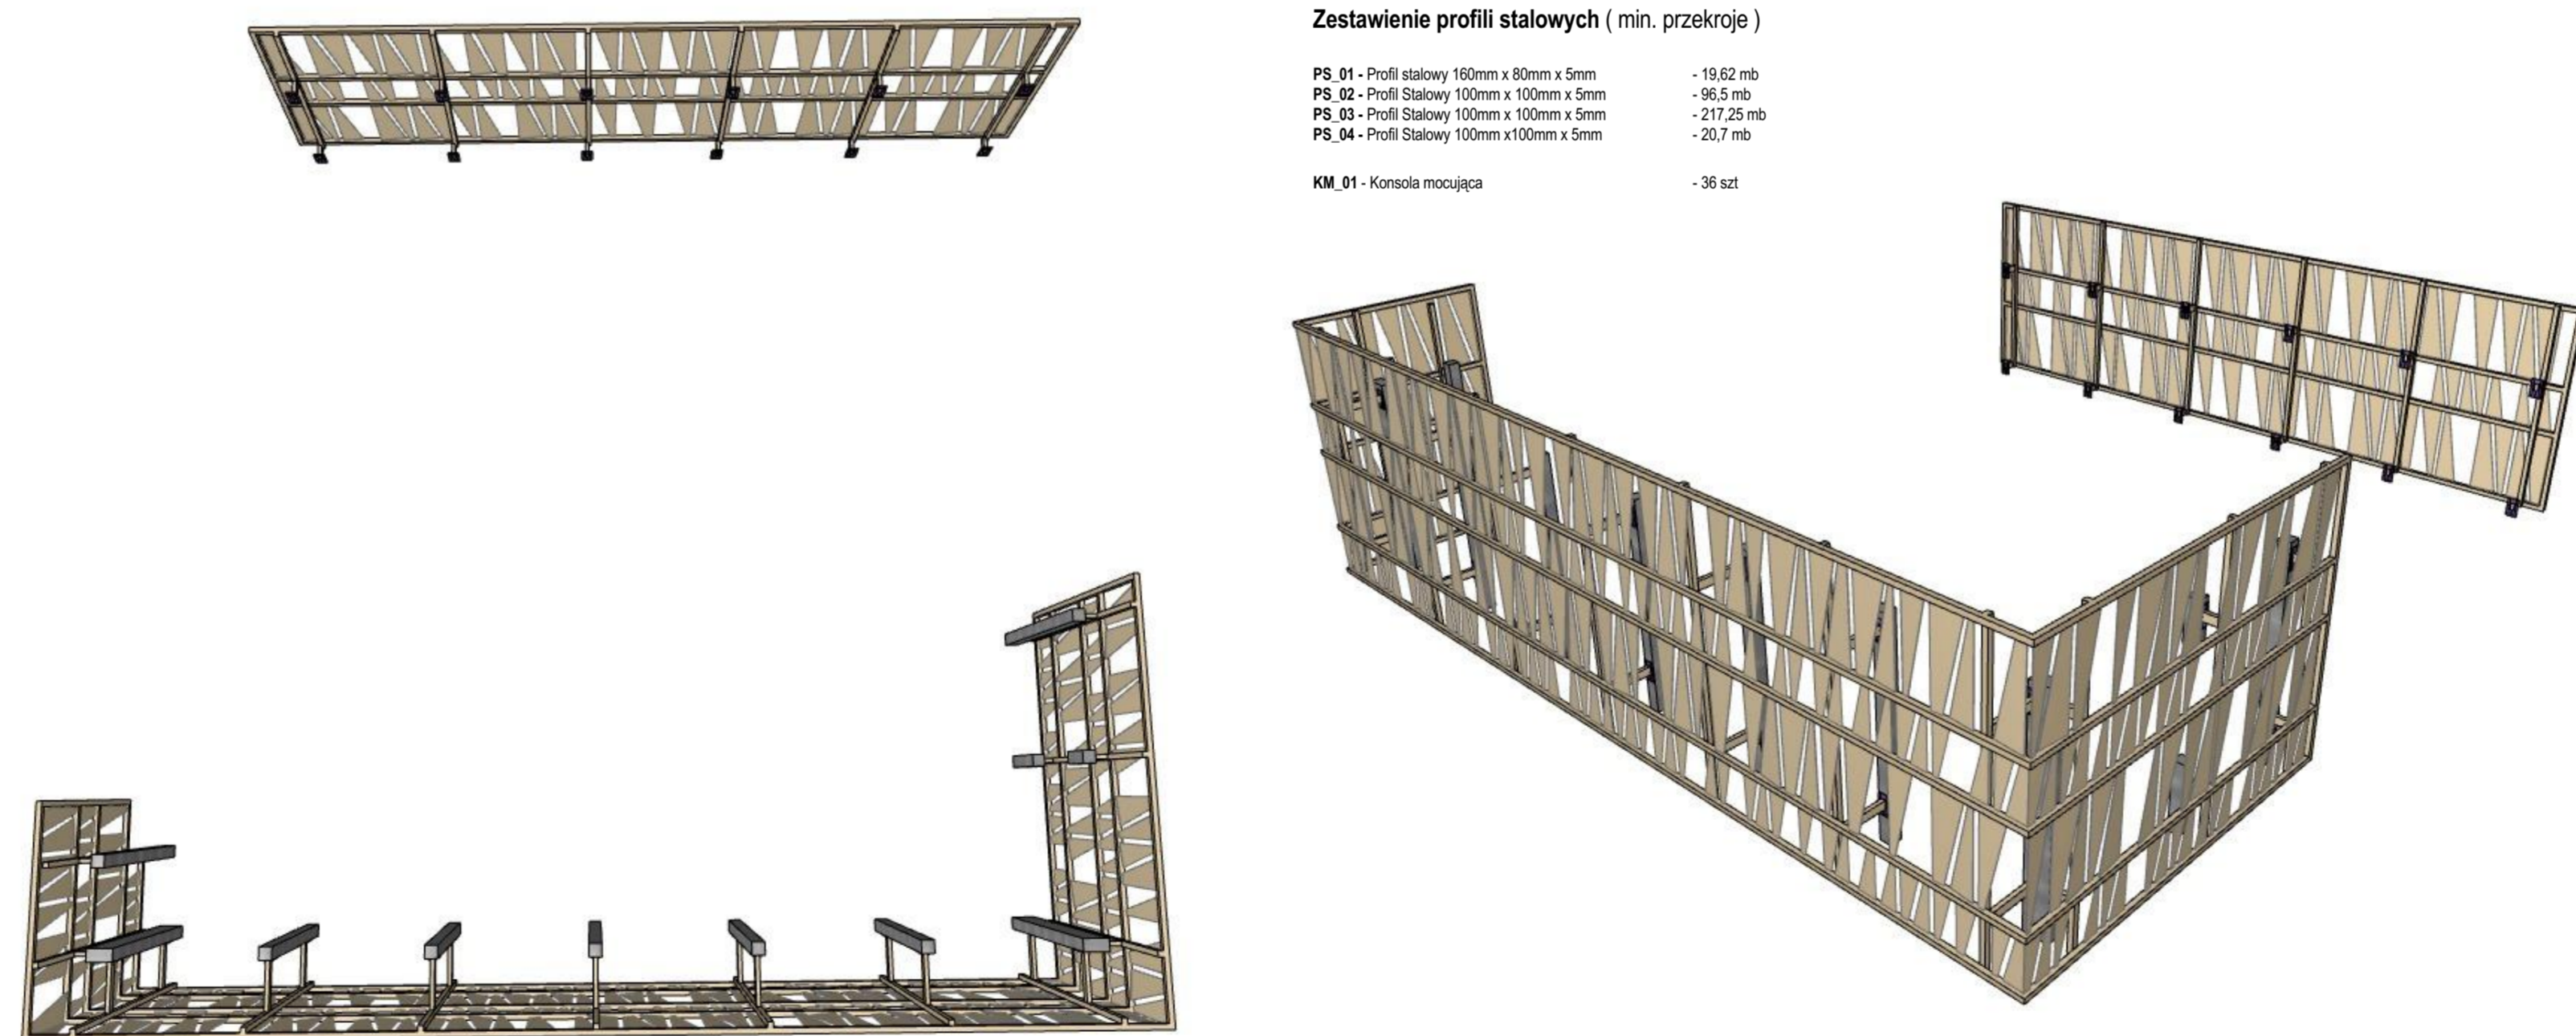 Zestawienie profili stalowych ( min. przekroje )
PS_01 - Profil stalowy 160mm x 80mm x 5mm - 19,62 mb
PS_02 - Profil Stalowy 100mm x 100mm x 5mm - 96,5 mb
PS_03 - Profil Stalowy 100mm x 100mm x 5mm - 217,25 mb
PS_04 - Profil Stalowy 100mm x100mm x 5mm - 20,7 mb
KM_01 - Konsola mocująca - 36 szt